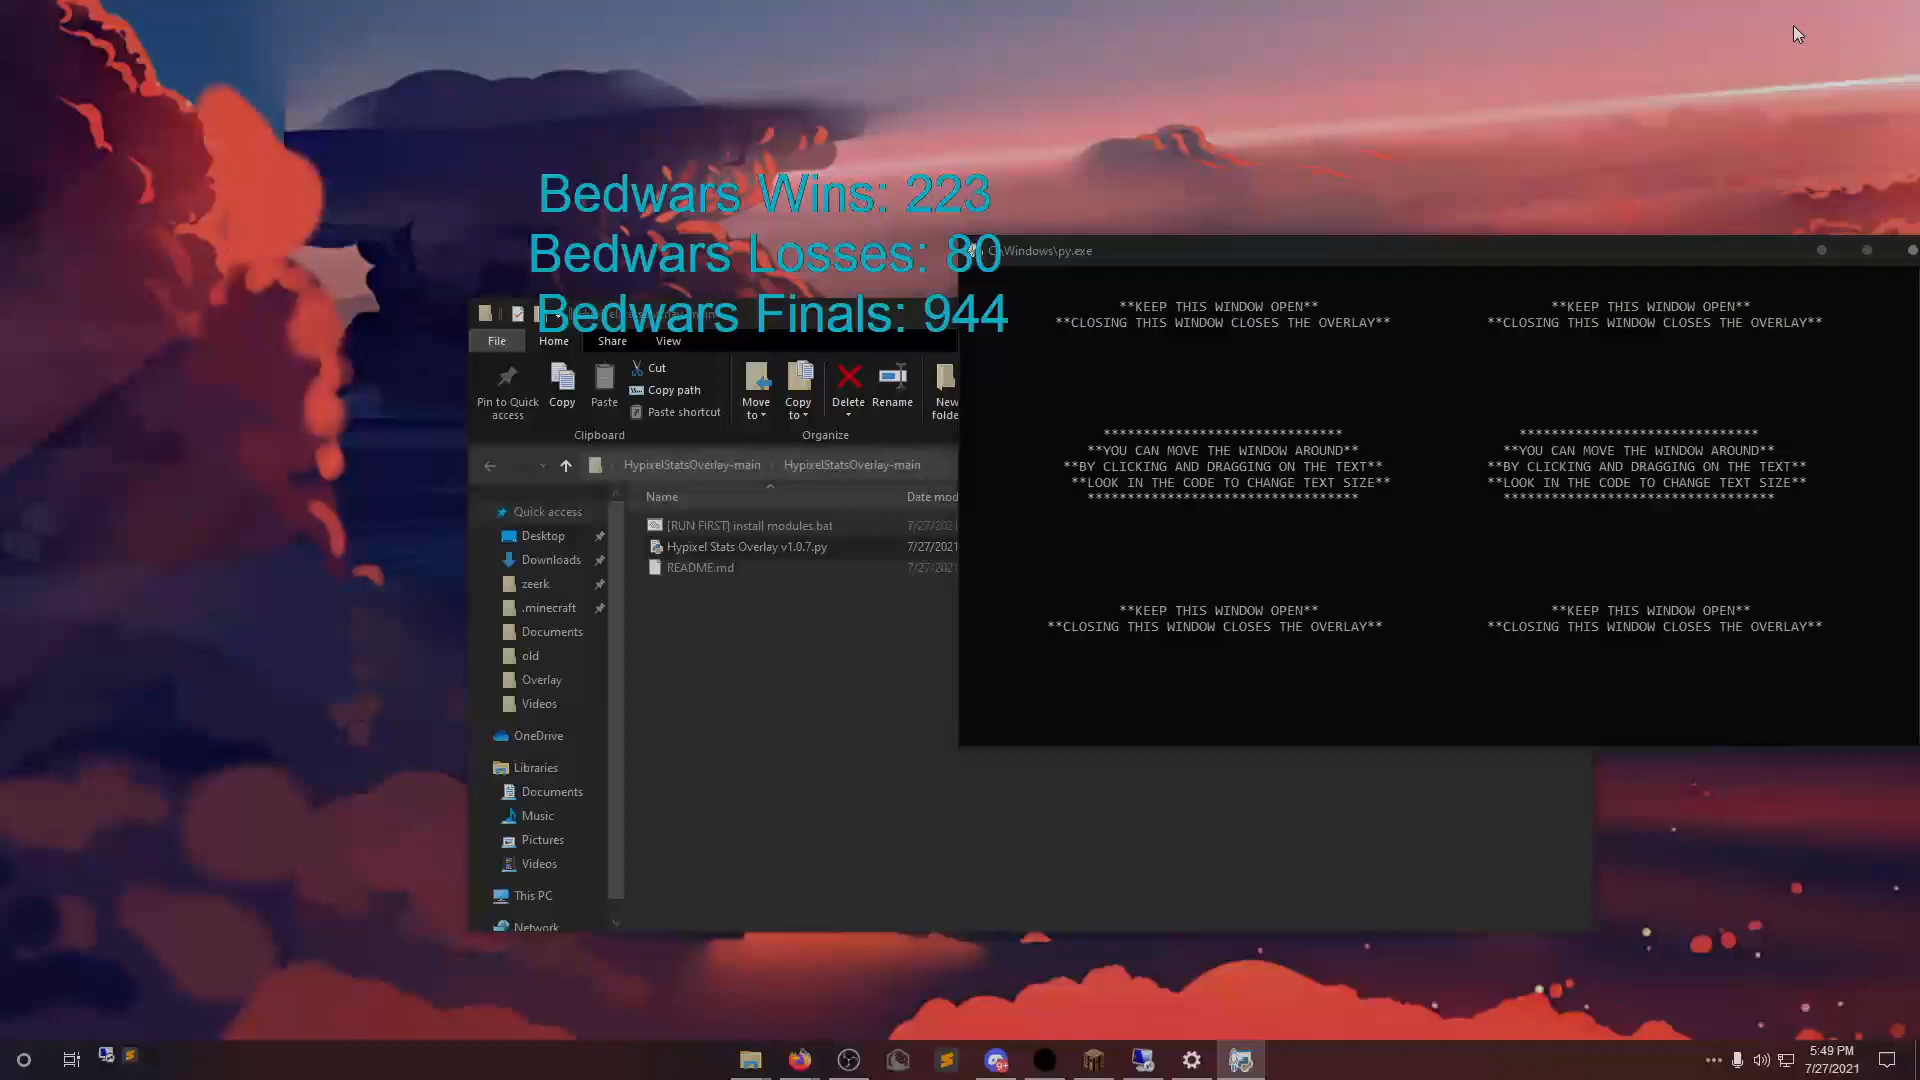 Bedwars Wins: 223
Bedwars Losses: 80
Bedwars Finals: 944
C:\Windows\py.exe
**KEEP THIS WINDOW OPEN** **KEEP THIS WINDOW OPEN**
**CLOSING THIS WINDOW CLOSES THE OVERLAY** **CLOSING THIS WINDOW CLOSES THE OVERLAY**
****************************** ******************************
**YOU CAN MOVE THE WINDOW AROUND** **YOU CAN MOVE THE WINDOW AROUND**
**BY CLICKING AND DRAGGING ON THE TEXT** **BY CLICKING AND DRAGGING ON THE TEXT**
**LOOK IN THE CODE TO CHANGE TEXT SIZE** **LOOK IN THE CODE TO CHANGE TEXT SIZE**
********************************** **********************************
**KEEP THIS WINDOW OPEN** **KEEP THIS WINDOW OPEN**
**CLOSING THIS WINDOW CLOSES THE OVERLAY** **CLOSING THIS WINDOW CLOSES THE OVERLAY**
File Home Share View
Pin to Quick access
Copy
Paste
Cut
Copy path
Paste shortcut
Move to
Copy to
Delete
Rename
New folde
Clipboard
Organize
HypixelStatsOverlay-main HypixelStatsOverlay-main
Name Date mod
[RUN FIRST] install modules.bat 7/27/2021
Hypixel Stats Overlay v1.0.7.py 7/27/2021
README.md 7/27/2021
Quick access
Desktop
Downloads
zeerk
.minecraft
Documents
old
Overlay
Videos
OneDrive
Libraries
Documents
Music
Pictures
Videos
This PC
Network
9+
5:49 PM
7/27/2021